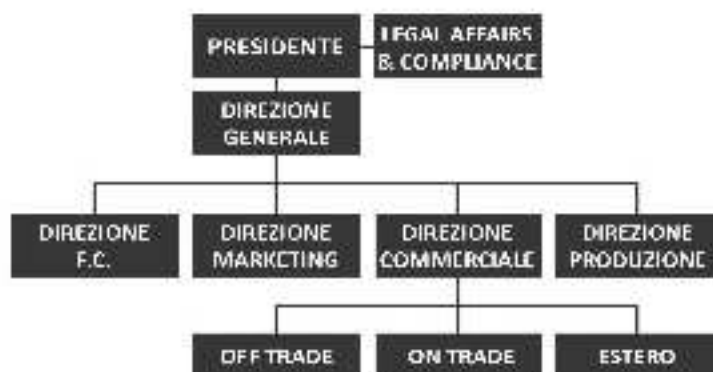 PRESIDENTE
LEGAL AFFAIRS
& COMPLIANCE
DIREZIONE
GENERALE
DIREZIONE
F.C.
DIREZIONE
MARKETING
DIREZIONE
COMMERCIALE
DIREZIONE
PRODUZIONE
OFF TRADE
ON TRADE
ESTERO